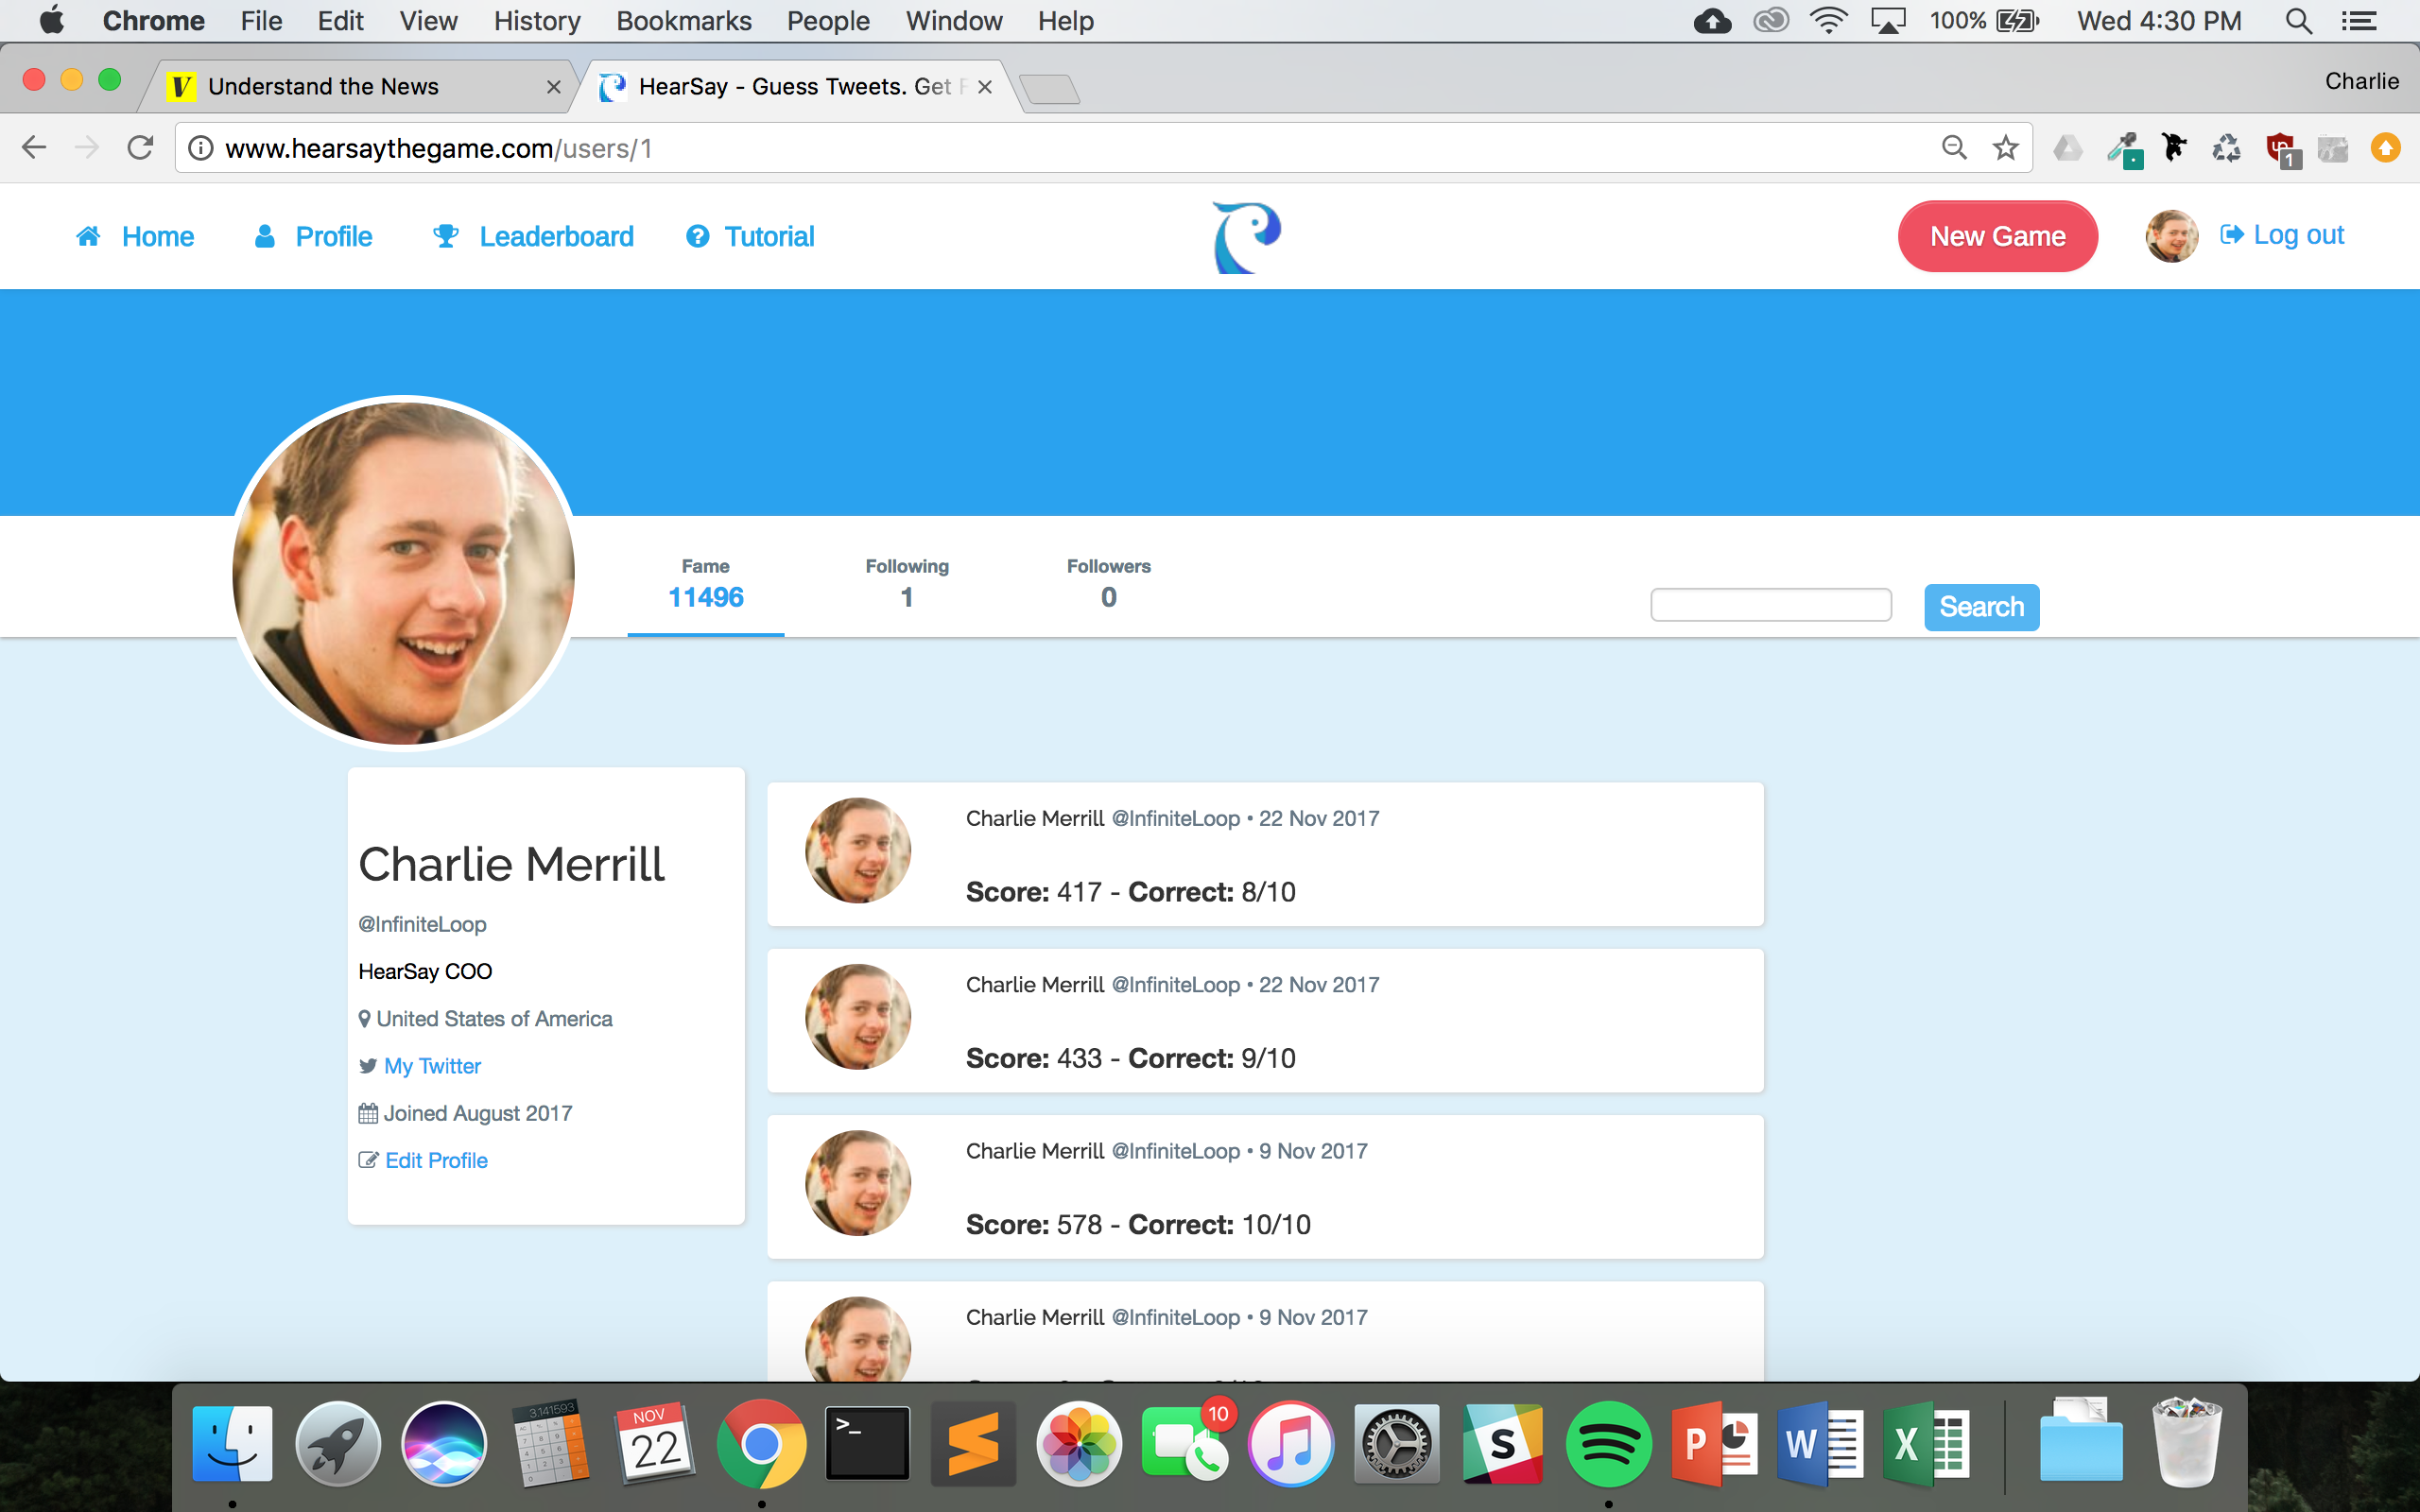 Chrome File Edit View History Bookmarks People Window Help 100% Wed 4:30 PM
Understand the News HearSay - Guess Tweets. Get F Charlie
www.hearsaythegame.com/users/1
1
Home Profile Leaderboard Tutorial New Game Log out
Fame Following Followers
11496 1 0
Search
Charlie Merrill
@InfiniteLoop
HearSay COO
United States of America
My Twitter
Joined August 2017
Edit Profile
Charlie Merrill @InfiniteLoop • 22 Nov 2017
Score: 417 - Correct: 8/10
Charlie Merrill @InfiniteLoop • 22 Nov 2017
Score: 433 - Correct: 9/10
Charlie Merrill @InfiniteLoop • 9 Nov 2017
Score: 578 - Correct: 10/10
Charlie Merrill @InfiniteLoop • 9 Nov 2017
3.141593
NOV
22
>_
10
S
P
W
X